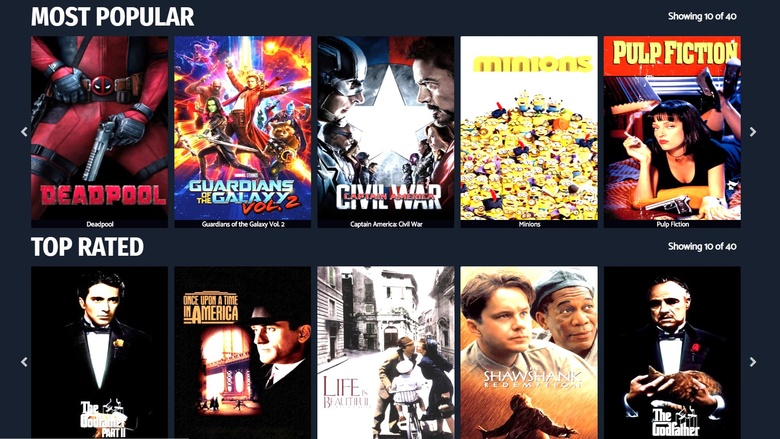 MOST POPULAR
Showing 10 of 40
DEADPOOL
MARVEL STUDIOS
GUARDIANS
OF THE GALAXY
VOL. 2
CIVIL WAR
CAPTAIN AMERICA
minions
PULP FICTION
Deadpool
Guardians of the Galaxy Vol. 2
Captain America: Civil War
Minions
Pulp Fiction
TOP RATED
Showing 10 of 40
The
Godfather
PART II
ONCE UPON A TIME
IN AMERICA
LIFE IS
BEAUTIFUL
SHAWSHANK
REDEMPTION
The
Godfather